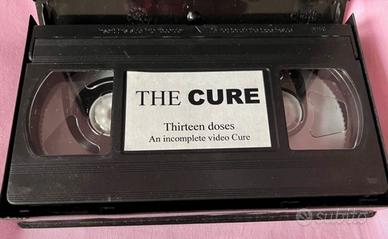 THE CURE
Thirteen doses
An incomplete video Cure
subito